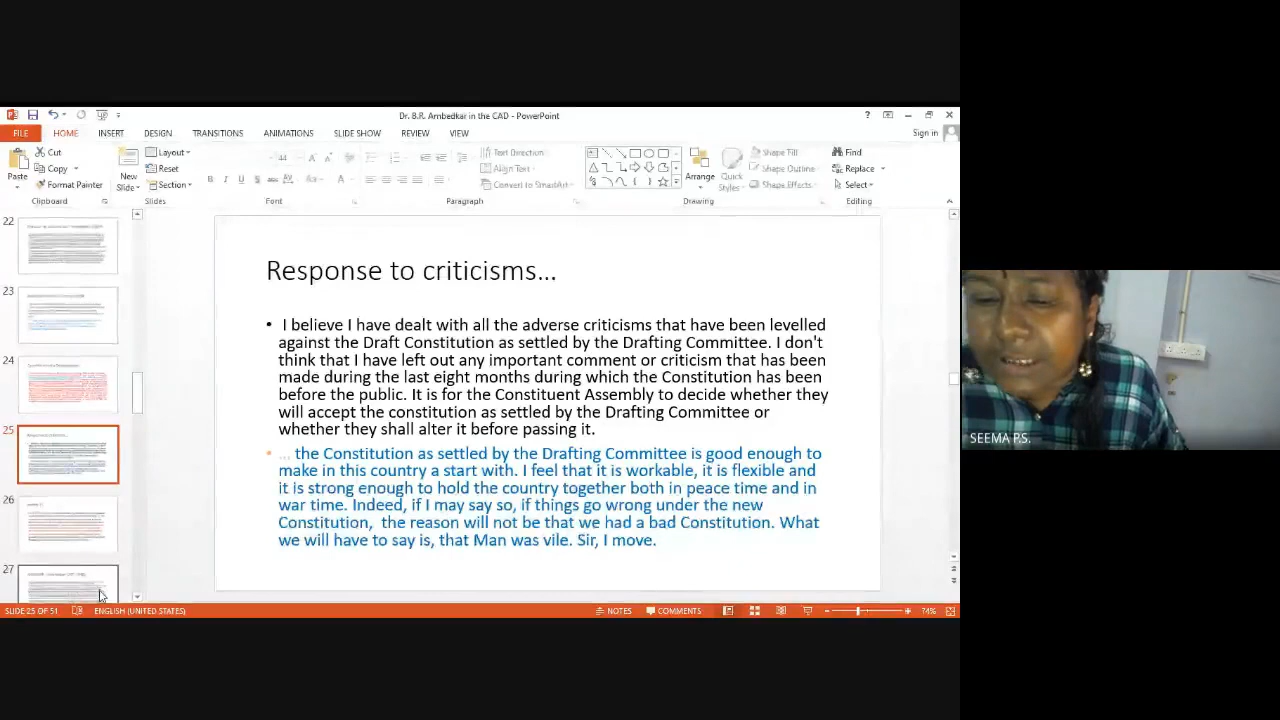 Dr. B.R. Ambedkar in the CAD - PowerPoint
Sign in
FILE HOME INSERT DESIGN TRANSITIONS ANIMATIONS SLIDE SHOW REVIEW VIEW
Paste
Cut
Copy
Format Painter
Clipboard
New Slide
Layout
Reset
Section
Slides
44
Font
Text Direction
Align Text
Convert to SmartArt
Paragraph
Arrange
Quick Styles
Shape Fill
Shape Outline
Shape Effects
Drawing
Find
Replace
Select
Editing
22
23
24
25
26
27
Response to criticisms…
• I believe I have dealt with all the adverse criticisms that have been levelled
against the Draft Constitution as settled by the Drafting Committee. I don't
think that I have left out any important comment or criticism that has been
made during the last eight months during which the Constitution has been
before the public. It is for the Constituent Assembly to decide whether they
will accept the constitution as settled by the Drafting Committee or
whether they shall alter it before passing it.
• … the Constitution as settled by the Drafting Committee is good enough to
make in this country a start with. I feel that it is workable, it is flexible and
it is strong enough to hold the country together both in peace time and in
war time. Indeed, if I may say so, if things go wrong under the new
Constitution, the reason will not be that we had a bad Constitution. What
we will have to say is, that Man was vile. Sir, I move.
SEEMA P.S.
SLIDE 25 OF 51 ENGLISH (UNITED STATES) NOTES COMMENTS 74%